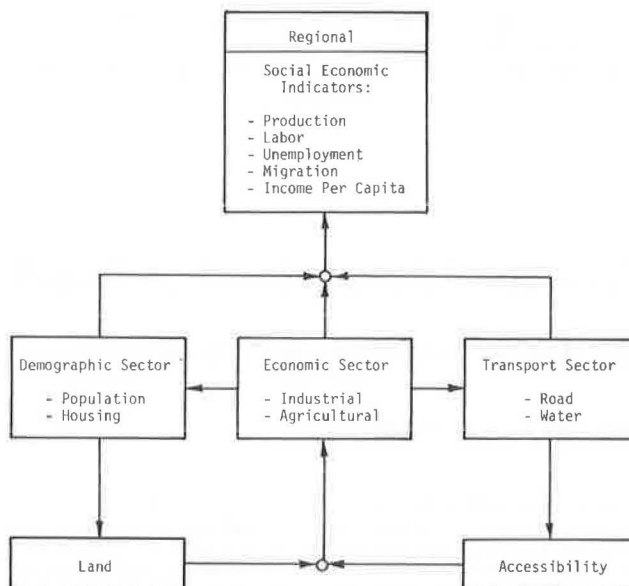 Regional
Social Economic
Indicators:
- Production
- Labor
- Unemployment
- Migration
- Income Per Capita
Demographic Sector
- Population
- Housing
Economic Sector
- Industrial
- Agricultural
Transport Sector
- Road
- Water
Land
Accessibility